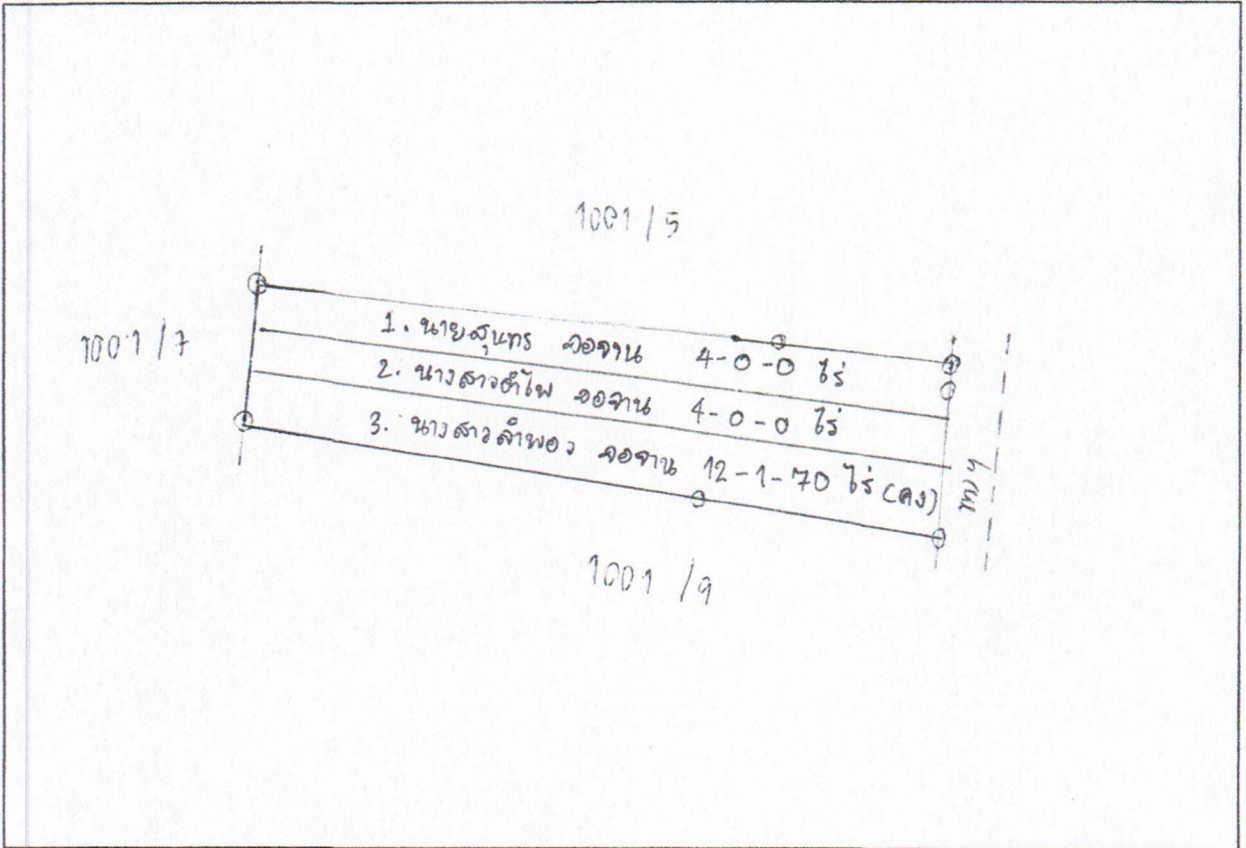 1001 / 5
1001 / 7
1. นายสุนทร จอจาน 4-0-0 ไร่
2. นางสาวอำไพ จอจาน 4-0-0 ไร่
3. นางสาวลำพอง จอจาน 12-1-70 ไร่ (คง)
ทาง
1001 / 9